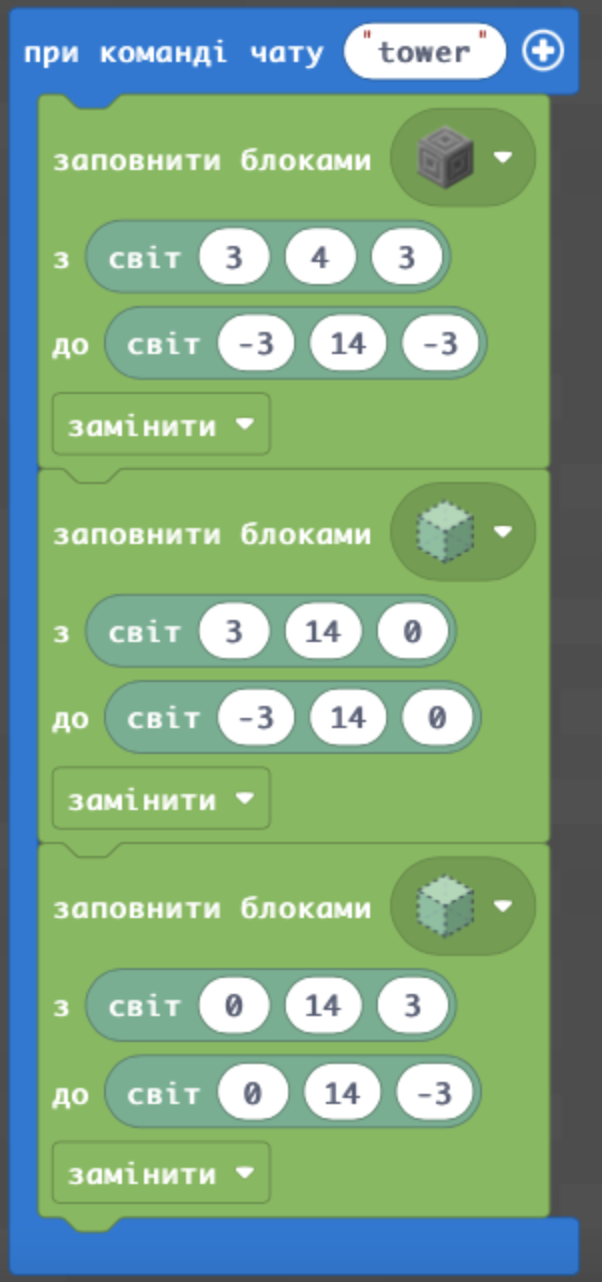 при команді чату "tower"
заповнити блоками
з світ 3 4 3
до світ -3 14 -3
замінити
заповнити блоками
з світ 3 14 0
до світ -3 14 0
замінити
заповнити блоками
з світ 0 14 3
до світ 0 14 -3
замінити